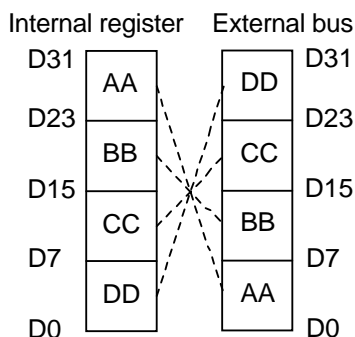 Internal register External bus
D31 D31
AA DD
D23 D23
BB CC
D15 D15
CC BB
D7 D7
DD AA
D0 D0